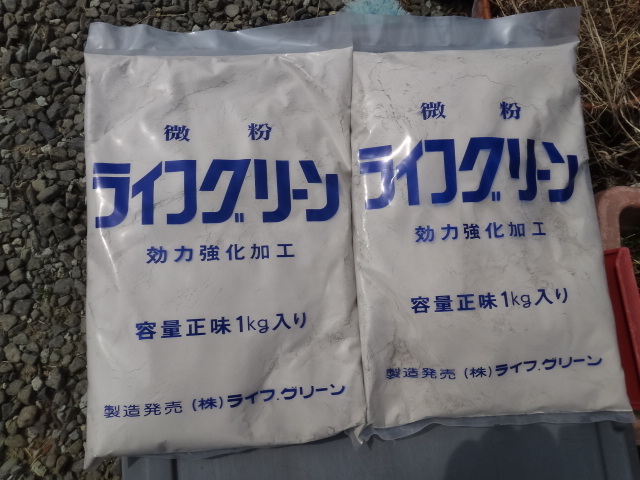 微粉
ライフグリーン
効力強化加工
容量正味1kg入り
製造発売 (株)ライフ.グリーン
微粉
ライフグリーン
効力強化加工
容量正味1kg入り
製造発売 (株)ライフ.グリーン